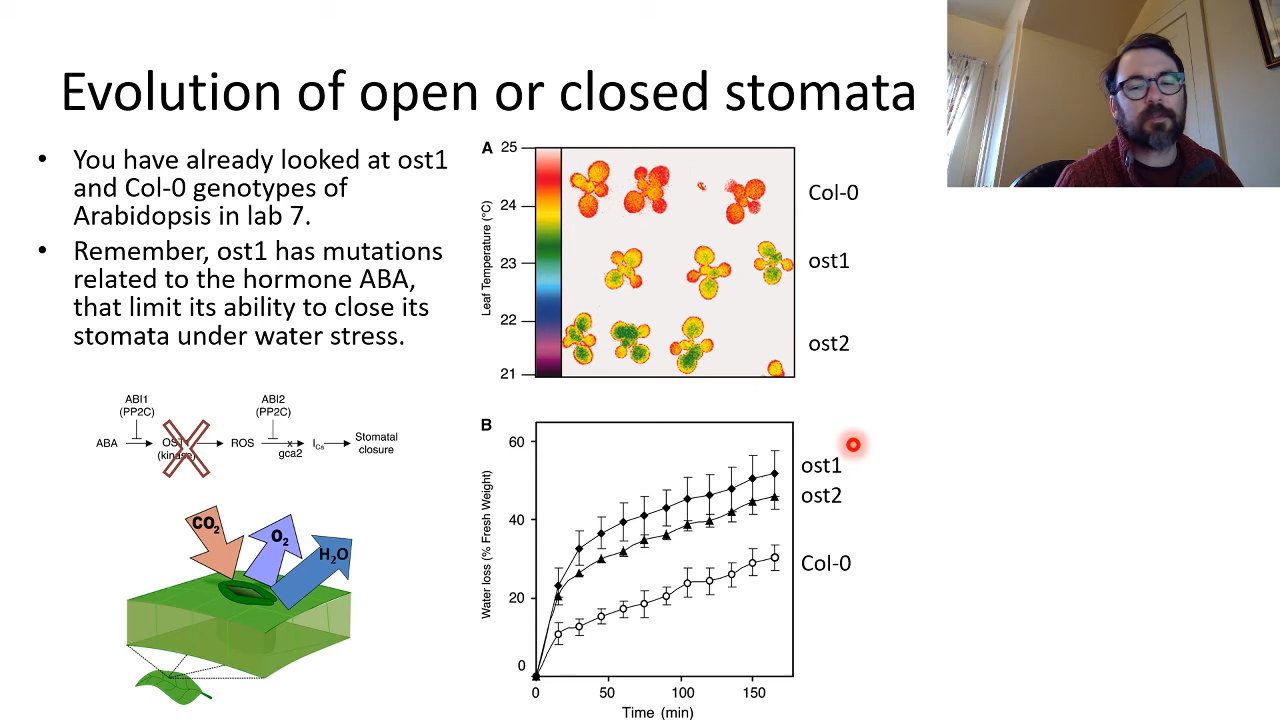 Evolution of open or closed stomata
• You have already looked at ost1
and Col-0 genotypes of
Arabidopsis in lab 7.
• Remember, ost1 has mutations
related to the hormone ABA,
that limit its ability to close its
stomata under water stress.
ABI1
(PP2C)
ABI2
(PP2C)
ABA
OST1
(kinase)
ROS
x
gca2
ICa
Stomatal
closure
CO2
O2
H2O
A
25
24
23
22
21
Leaf Temperature (°C)
Col-0
ost1
ost2
B
60
40
20
0
Water loss (% Fresh Weight)
ost1
ost2
Col-0
0 50 100 150
Time (min)